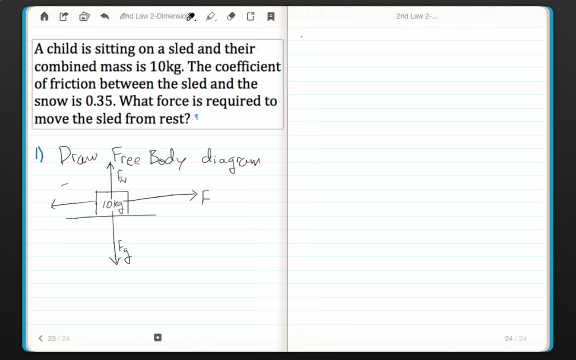 2nd Law 2-Dimension
2nd Law 2-...
A child is sitting on a sled and their
combined mass is 10kg. The coefficient
of friction between the sled and the
snow is 0.35. What force is required to
move the sled from rest?
1) Draw Free Body diagram
FN
10kg
F
Fg
23 / 24
24 / 24